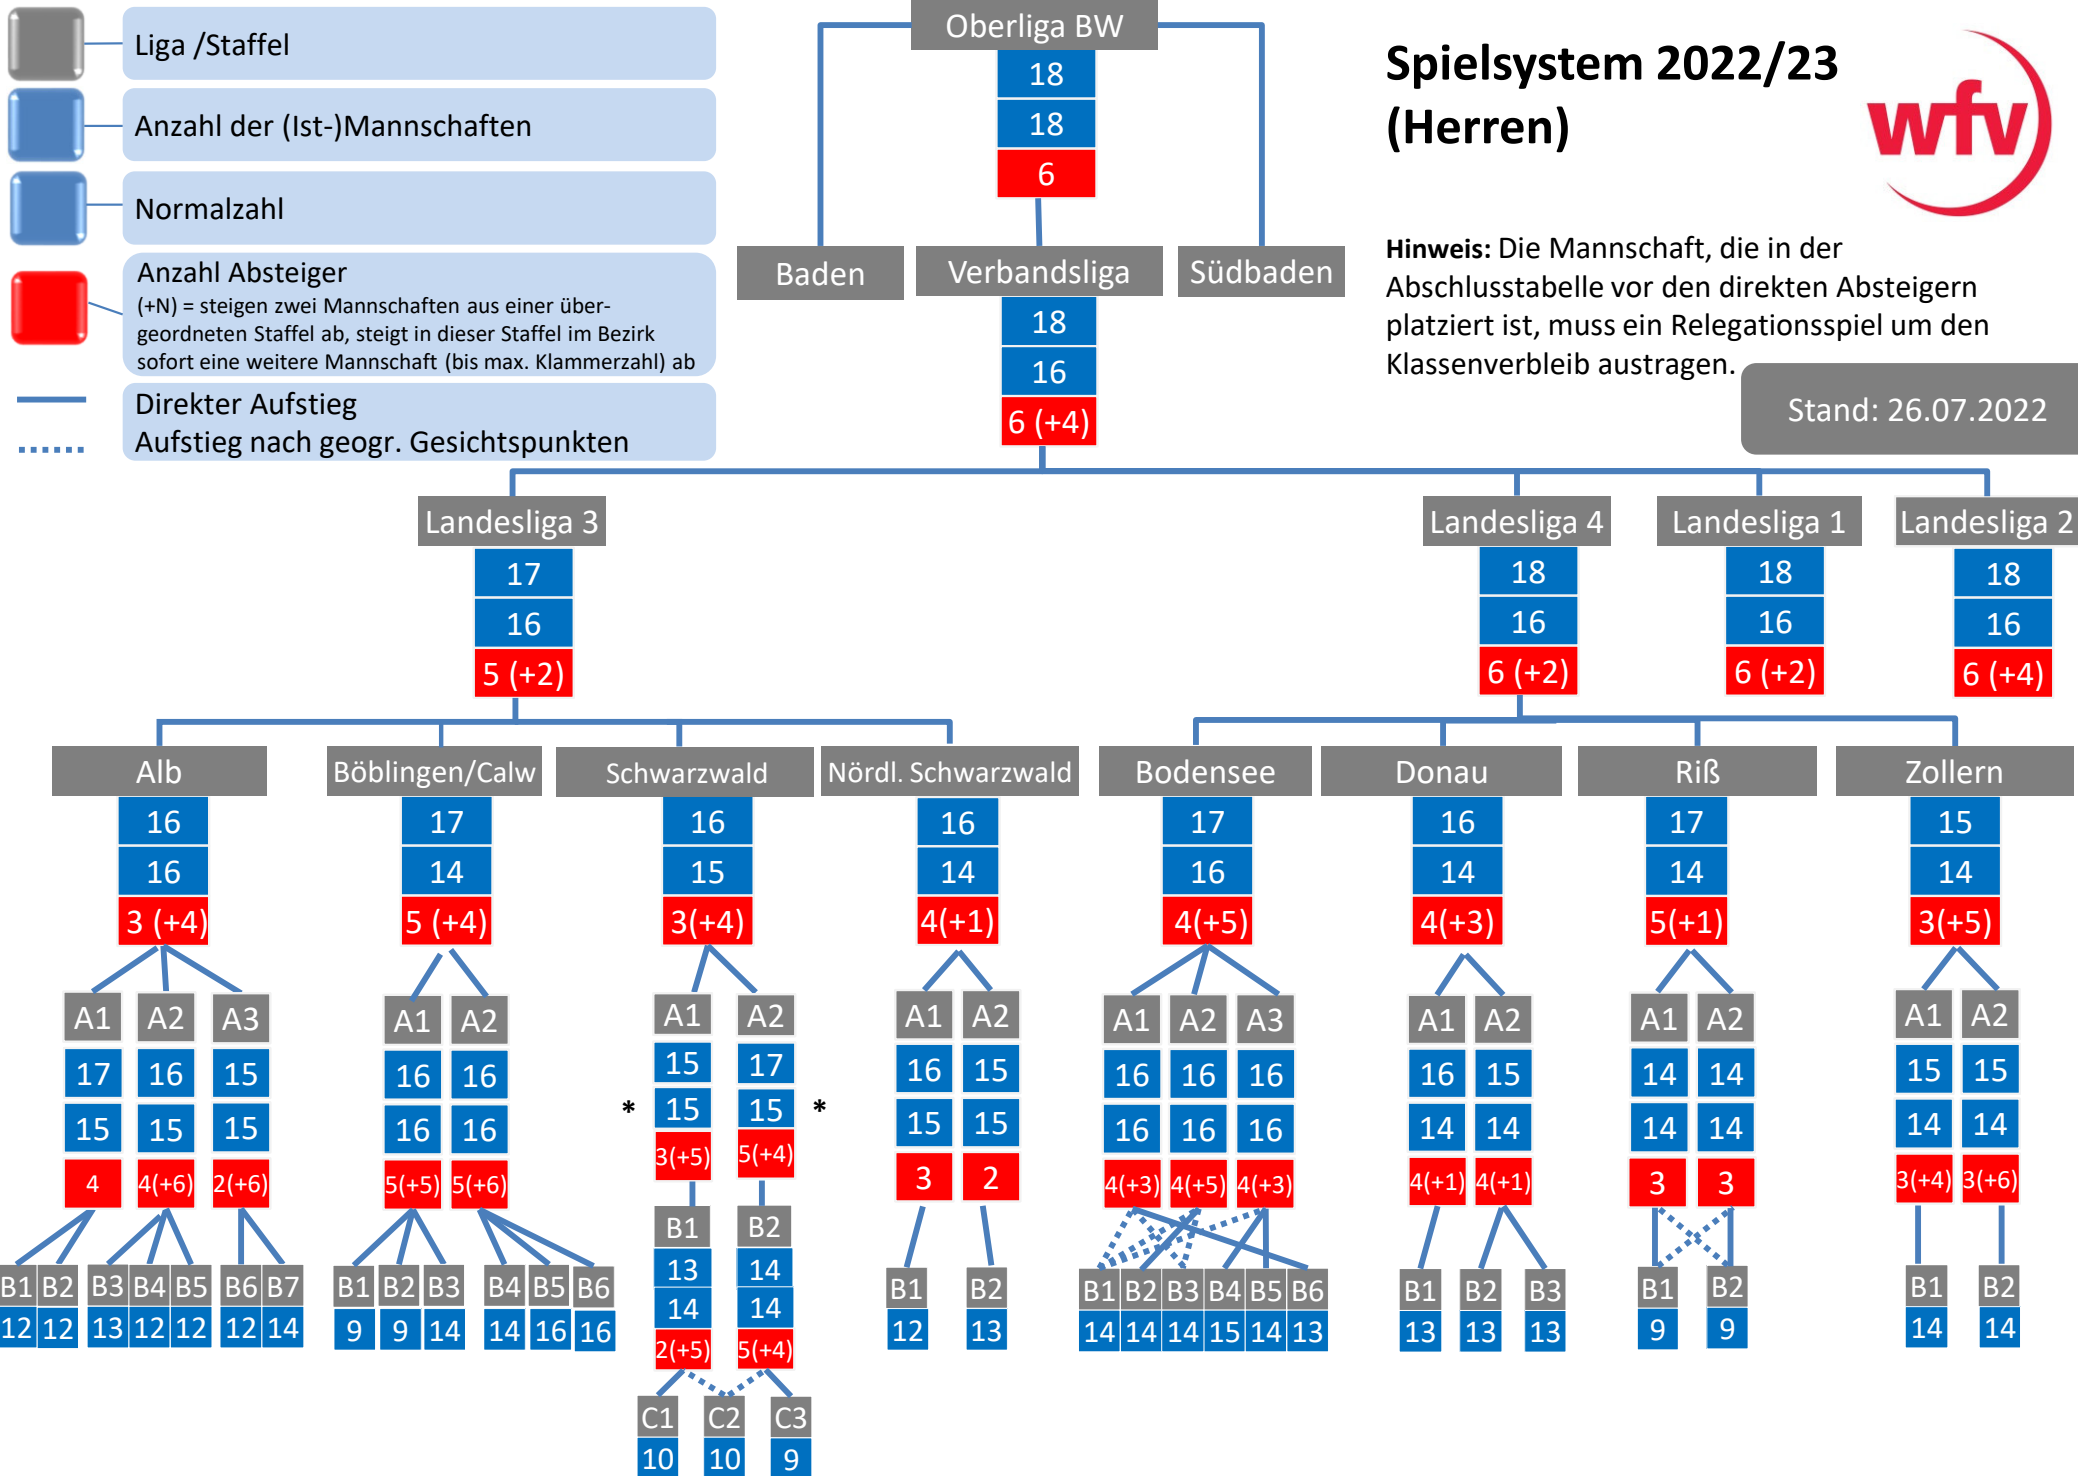 Liga /Staffel
Anzahl der (Ist-)Mannschaften
Normalzahl
Anzahl Absteiger
(+N) = steigen zwei Mannschaften aus einer über-
geordneten Staffel ab, steigt in dieser Staffel im Bezirk
sofort eine weitere Mannschaft (bis max. Klammerzahl) ab
Direkter Aufstieg
Aufstieg nach geogr. Gesichtspunkten
Oberliga BW
18
18
6
Spielsystem 2022/23
(Herren)
wfv
Baden Verbandsliga Südbaden
18
16
6 (+4)
Hinweis: Die Mannschaft, die in der
Abschlusstabelle vor den direkten Absteigern
platziert ist, muss ein Relegationsspiel um den
Klassenverbleib austragen.
Stand: 26.07.2022
Landesliga 3 Landesliga 4 Landesliga 1 Landesliga 2
17 18 18 18
16 16 16 16
5 (+2) 6 (+2) 6 (+2) 6 (+4)
Alb Böblingen/Calw Schwarzwald Nördl. Schwarzwald Bodensee Donau Riß Zollern
16 17 16 16 17 16 17 15
16 14 15 14 16 14 14 14
3 (+4) 5 (+4) 3(+4) 4(+1) 4(+5) 4(+3) 5(+1) 3(+5)
A1 A2 A3 A1 A2 A1 A2 A1 A2 A1 A2 A3 A1 A2 A1 A2 A1 A2
17 16 15 16 16 15 17 16 15 16 16 16 16 15 14 14 15 15
15 15 15 16 16 * 15 15 * 15 15 16 16 16 14 14 14 14 14 14
4 4(+6) 2(+6) 5(+5) 5(+6) 3(+5) 5(+4) 3 2 4(+3) 4(+5) 4(+3) 4(+1) 4(+1) 3 3 3(+4) 3(+6)
B1 B2 B3 B4 B5 B6 B7 B1 B2 B3 B4 B5 B6 B1 B2 B1 B2 B1 B2 B3 B4 B5 B6 B1 B2 B3 B1 B2 B1 B2
12 12 13 12 12 12 14 9 9 14 14 16 16 13 14 12 13 14 14 14 15 14 13 13 13 13 9 9 14 14
14 14
2(+5) 5(+4)
C1 C2 C3
10 10 9